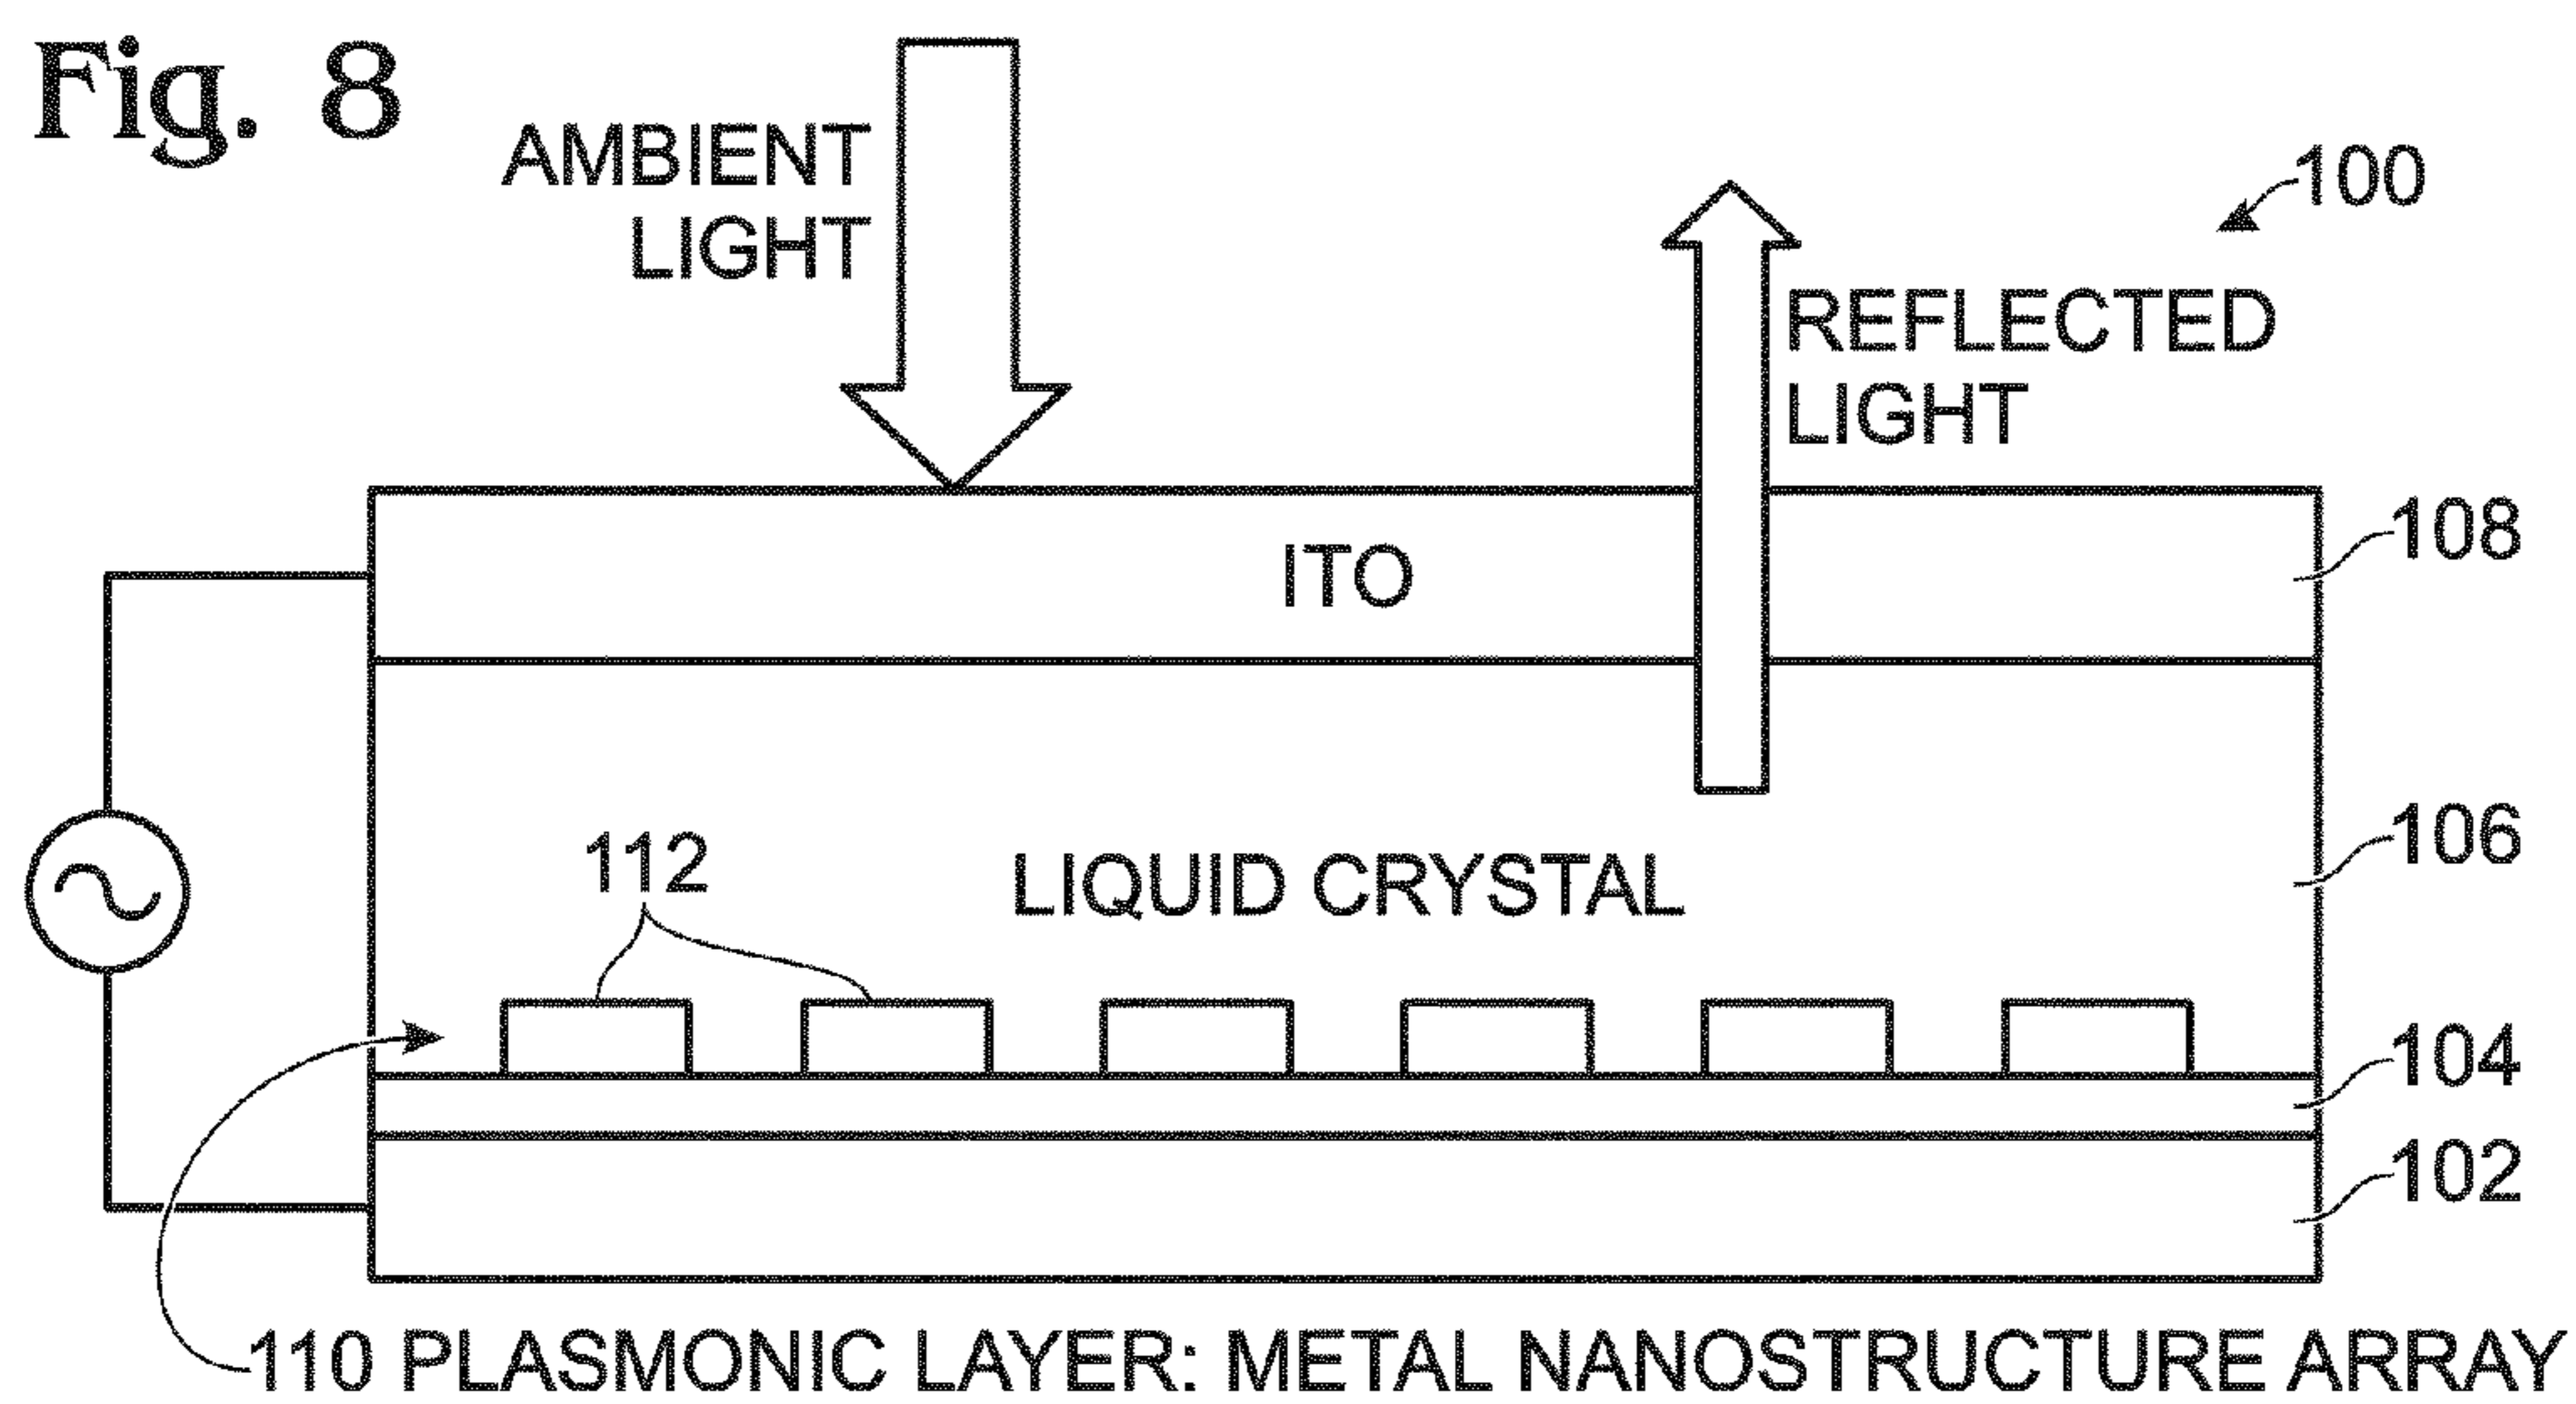 Fig. 8
AMBIENT
LIGHT
100
REFLECTED
LIGHT
108
ITO
106
112
LIQUID CRYSTAL
104
102
110 PLASMONIC LAYER: METAL NANOSTRUCTURE ARRAY